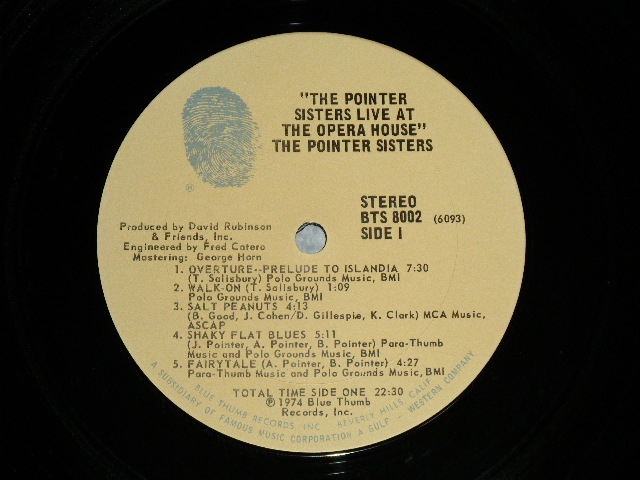 "THE POINTER
SISTERS LIVE AT
THE OPERA HOUSE"
THE POINTER SISTERS
®
STEREO
BTS 8002 (6093)
SIDE 1
Produced by David Rubinson
& Friends, Inc.
Engineered by Fred Catero
Mastering: George Horn
1. OVERTURE--PRELUDE TO ISLANDIA 7:30
(T. Salisbury) Polo Grounds Music, BMI
2. WALK-ON (T. Salisbury) 1:09
Polo Grounds Music, BMI
3. SALT PEANUTS 4:13
(B. Good, J. Cohen/D. Gillespie, K. Clark) MCA Music,
ASCAP
4. SHAKY FLAT BLUES 5:11
(J. Pointer, A. Pointer, B. Pointer) Para-Thumb
Music and Polo Grounds Music, BMI
5. FAIRYTALE (A. Pointer, B. Pointer) 4:27
Para-Thumb Music and Polo Grounds Music, BMI
TOTAL TIME SIDE ONE 22:30
℗1974 Blue Thumb
Records, Inc.
BLUE THUMB RECORDS INC BEVERLY HILLS, CALIF
A SUBSIDIARY OF FAMOUS MUSIC CORPORATION A GULF - WESTERN COMPANY